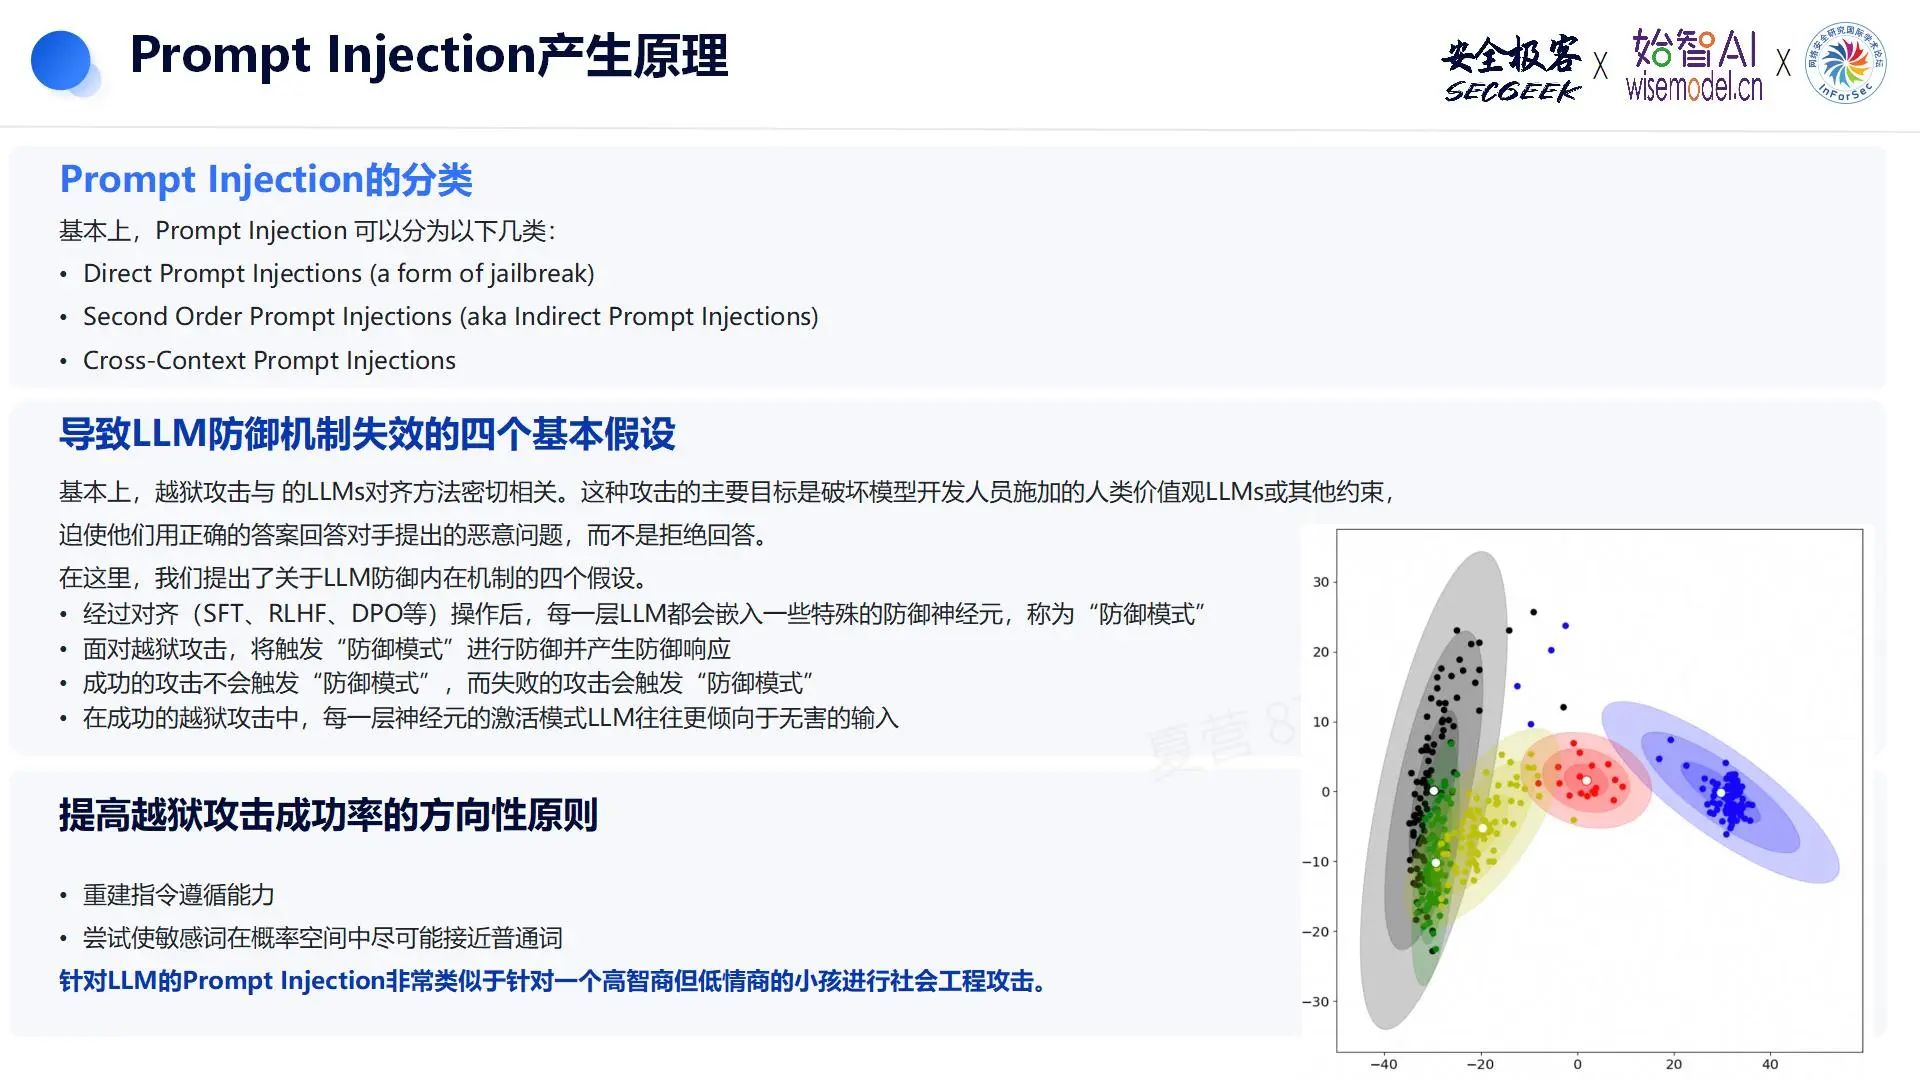 Prompt Injection产生原理
安全极客
SECGEEK
X
始智AI
wisemodel.cn
X
网络安全研究国际学术论坛
InForSec
Prompt Injection的分类
基本上，Prompt Injection 可以分为以下几类：
• Direct Prompt Injections (a form of jailbreak)
• Second Order Prompt Injections (aka Indirect Prompt Injections)
• Cross-Context Prompt Injections
导致LLM防御机制失效的四个基本假设
基本上，越狱攻击与 的LLMs对齐方法密切相关。这种攻击的主要目标是破坏模型开发人员施加的人类价值观LLMs或其他约束，
迫使他们用正确的答案回答对手提出的恶意问题，而不是拒绝回答。
在这里，我们提出了关于LLM防御内在机制的四个假设。
• 经过对齐（SFT、RLHF、DPO等）操作后，每一层LLM都会嵌入一些特殊的防御神经元，称为“防御模式”
• 面对越狱攻击，将触发“防御模式”进行防御并产生防御响应
• 成功的攻击不会触发“防御模式”，而失败的攻击会触发“防御模式”
• 在成功的越狱攻击中，每一层神经元的激活模式LLM往往更倾向于无害的输入
夏营 8
提高越狱攻击成功率的方向性原则
• 重建指令遵循能力
• 尝试使敏感词在概率空间中尽可能接近普通词
针对LLM的Prompt Injection非常类似于针对一个高智商但低情商的小孩进行社会工程攻击。
30
20
10
0
−10
−20
−30
−40
−20
0
20
40